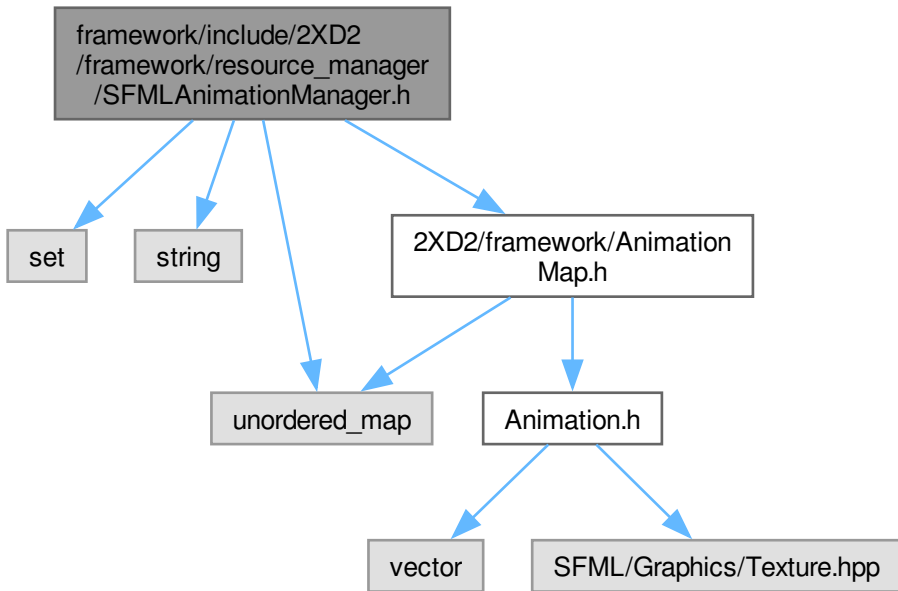 framework/include/2XD2
/framework/resource_manager
/SFMLAnimationManager.h
set
string
2XD2/framework/Animation
Map.h
unordered_map
Animation.h
vector
SFML/Graphics/Texture.hpp